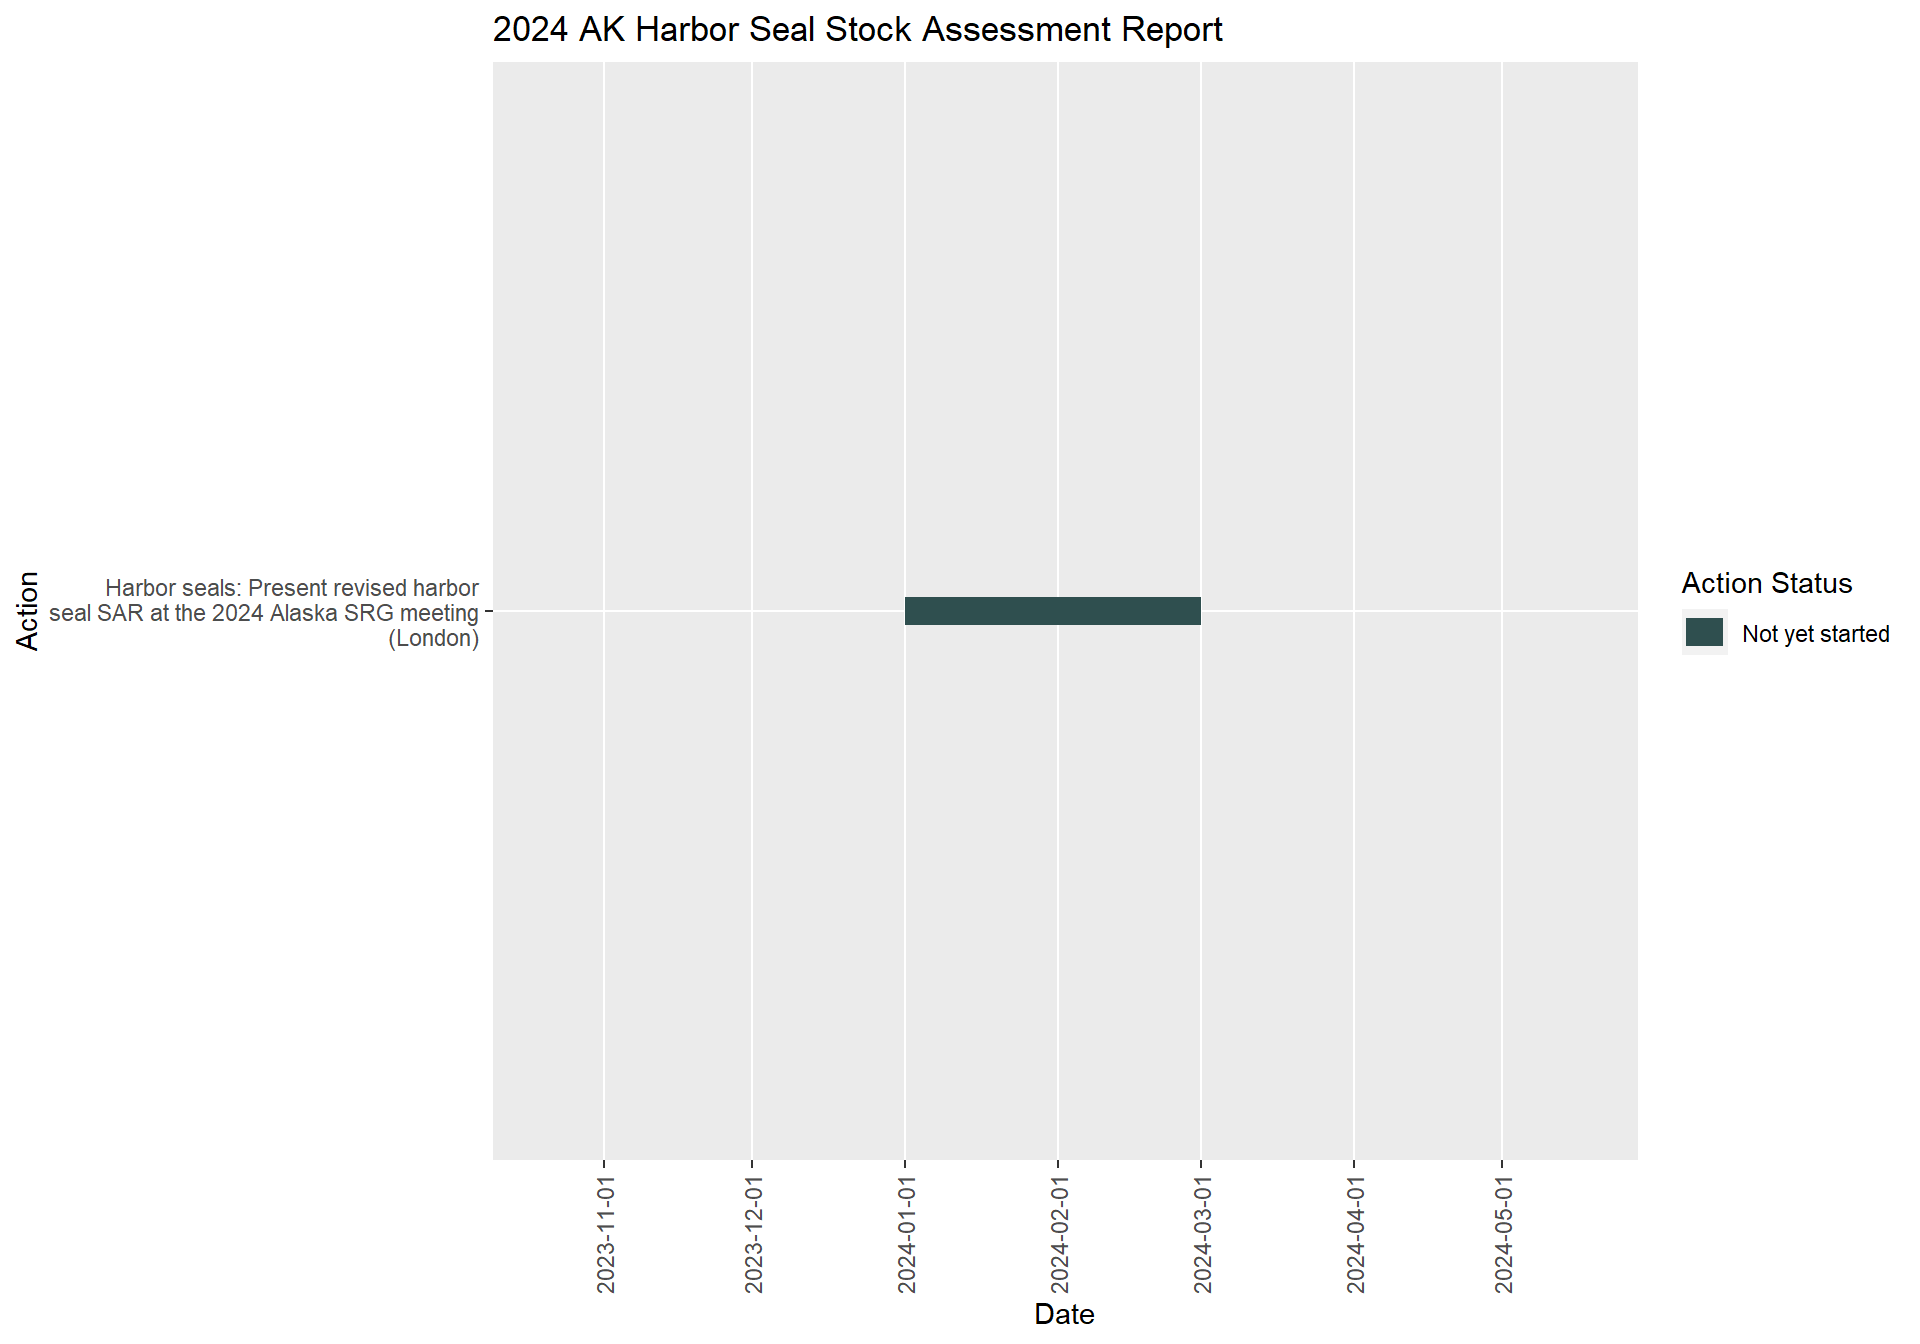 2024 AK Harbor Seal Stock Assessment Report
Action
Harbor seals: Present revised harbor
seal SAR at the 2024 Alaska SRG meeting
(London)
Action Status
Not yet started
2023-11-01
2023-12-01
2024-01-01
2024-02-01
2024-03-01
2024-04-01
2024-05-01
Date